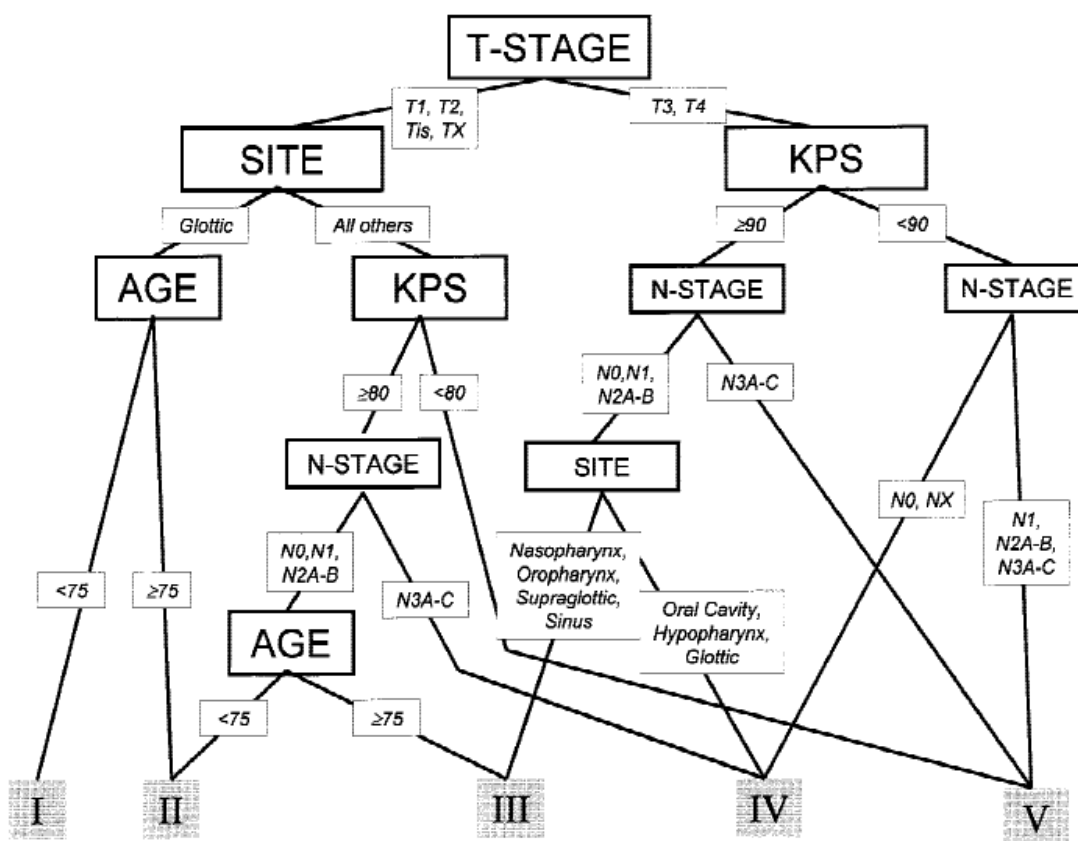 T-STAGE
T1, T2,
Tis, TX
T3, T4
SITE
KPS
Glottic
All others
≥90
<90
AGE
KPS
N-STAGE
N-STAGE
≥80
<80
N0,N1,
N2A-B
N3A-C
N-STAGE
SITE
N0, NX
N1,
N2A-B,
N3A-C
N0,N1,
N2A-B
Nasopharynx,
Oropharynx,
Supraglottic,
Sinus
<75
≥75
N3A-C
Oral Cavity,
Hypopharynx,
Glottic
AGE
<75
≥75
I
II
III
IV
V